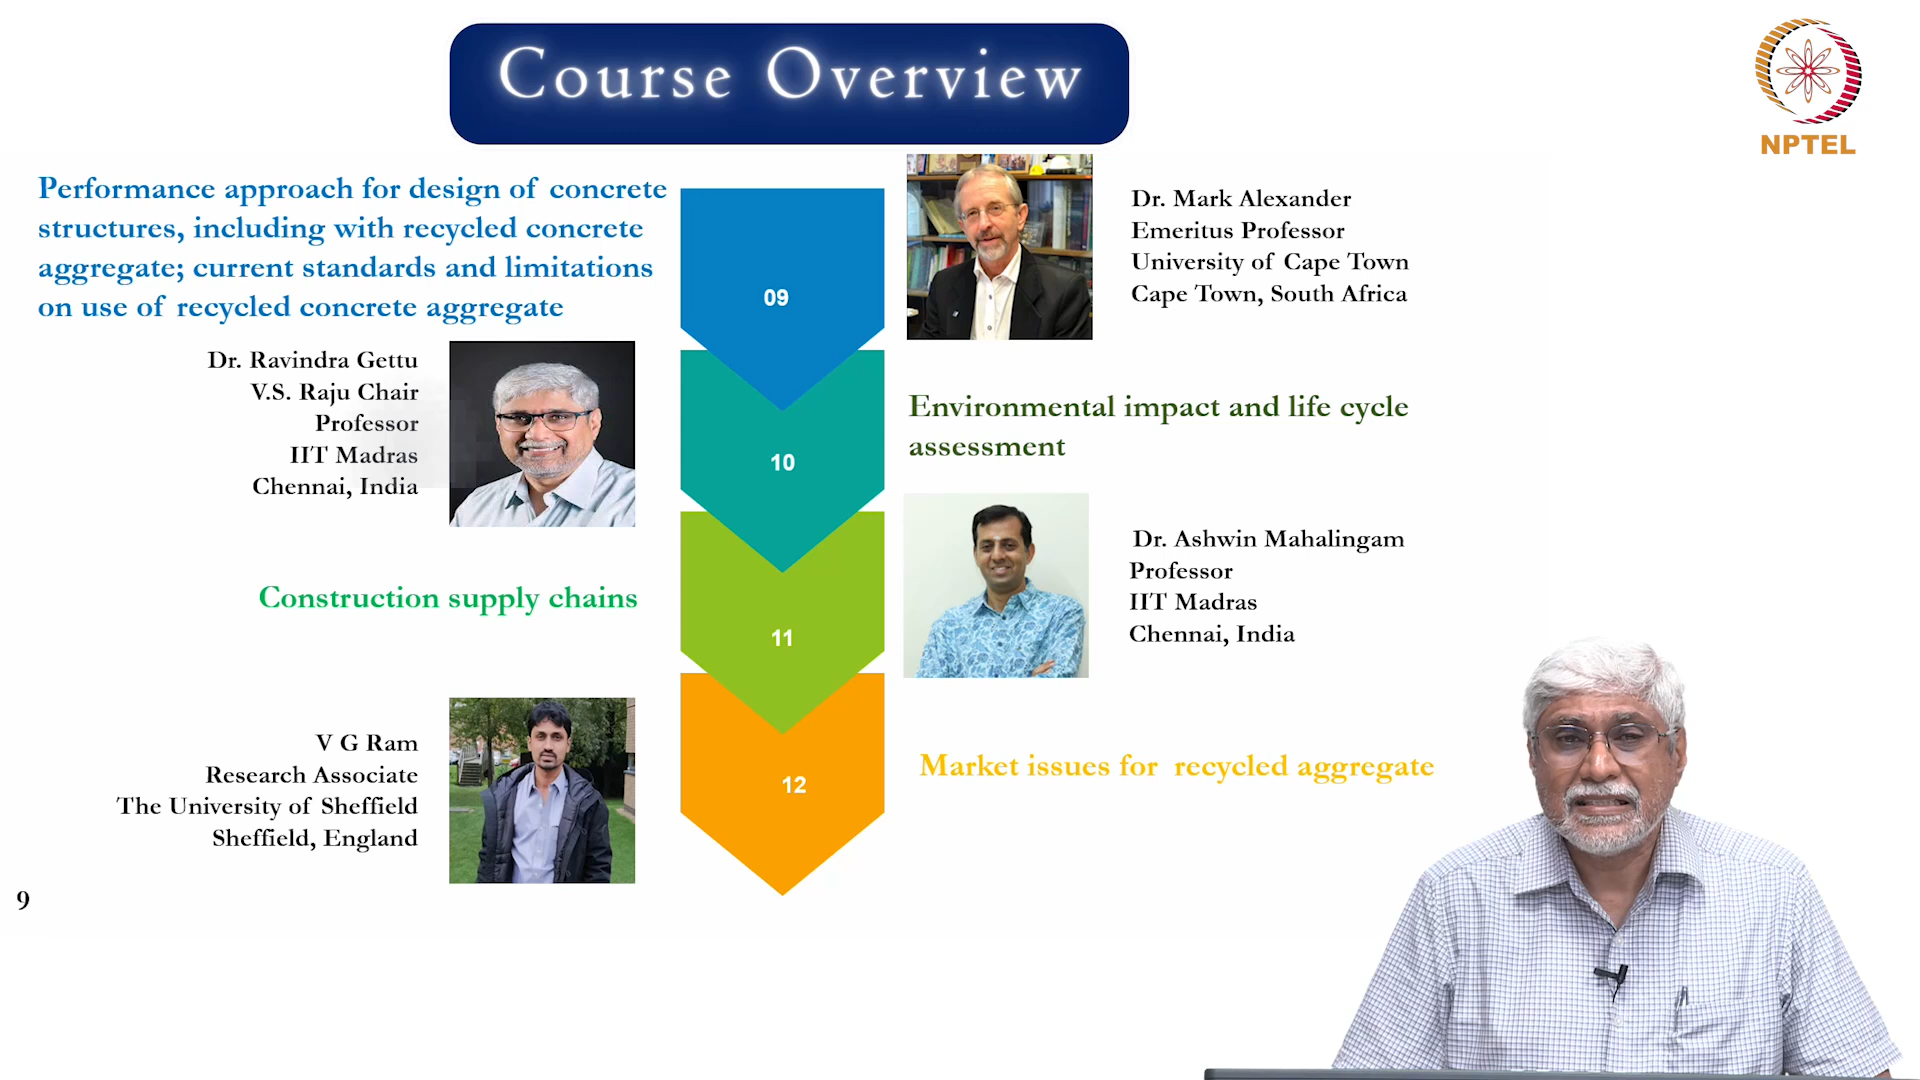 Course Overview
NPTEL
Performance approach for design of concrete
structures, including with recycled concrete
aggregate; current standards and limitations
on use of recycled concrete aggregate
09
Dr. Mark Alexander
Emeritus Professor
University of Cape Town
Cape Town, South Africa
Dr. Ravindra Gettu
V.S. Raju Chair
Professor
IIT Madras
Chennai, India
10
Environmental impact and life cycle
assessment
Construction supply chains
11
Dr. Ashwin Mahalingam
Professor
IIT Madras
Chennai, India
V G Ram
Research Associate
The University of Sheffield
Sheffield, England
12
Market issues for recycled aggregate
9